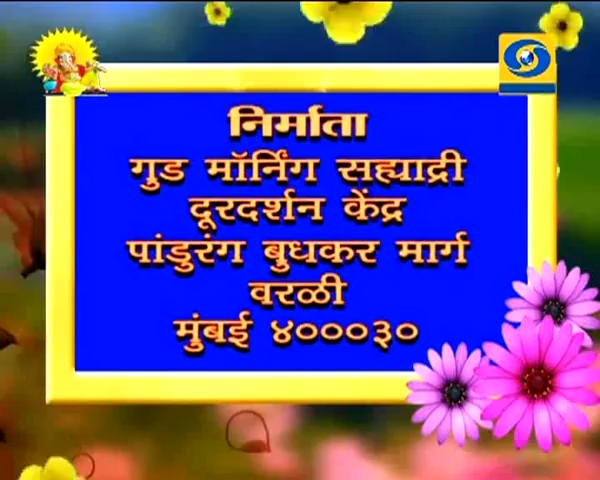 निर्माता
गुड मॉर्निंग सह्याद्री
दूरदर्शन केंद्र
पांडुरंग बुधकर मार्ग
वरळी
मुंबई ४०००३०